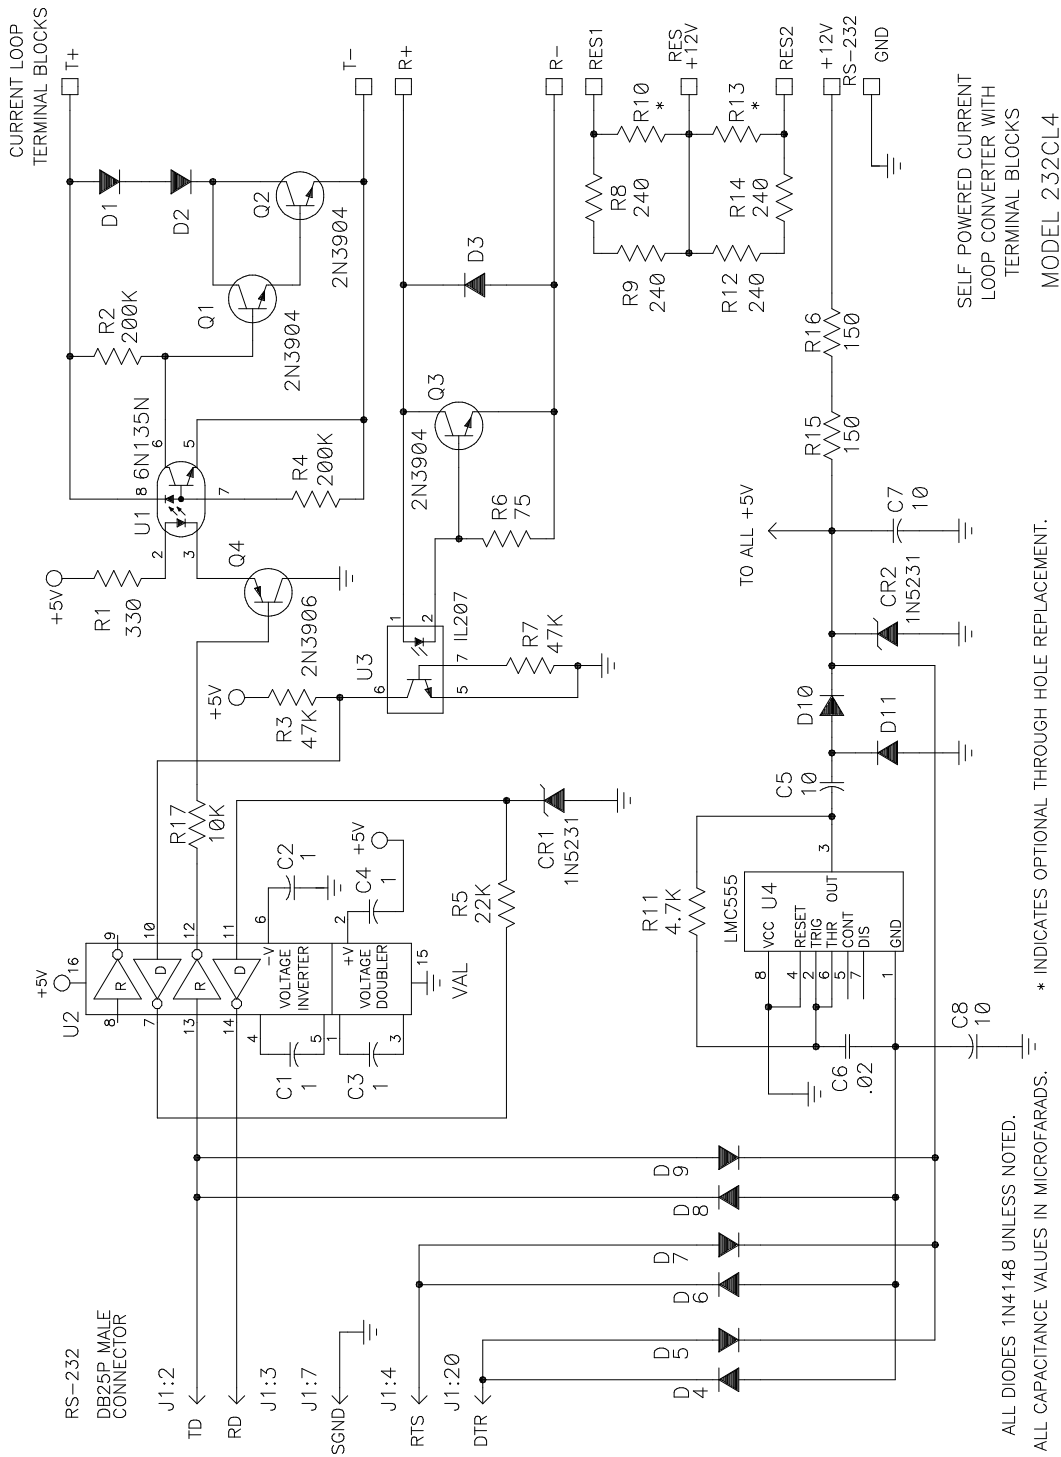 RS-232
DB25P MALE
CONNECTOR
J1:2
TD
RD
J1:3
J1:7
SGND
J1:4
RTS
J1:20
DTR
D
4
D
5
D
6
D
7
D
8
D
9
U2
+5V
16
8
9
R
7
10
D
13
12
R
14
11
D
4
5
-V
6
VOLTAGE
INVERTER
1
3
+V
2
VOLTAGE
DOUBLER
15
VAL
C1
1
C3
1
C2
1
C4
1
+5V
R17
10K
R5
22K
CR1
1N5231
+5V
R1
330
+5V
R3
47K
Q4
2N3906
U1
6N135N
2
3
8
7
6
5
R2
200K
R4
200K
Q1
2N3904
Q2
2N3904
D1
D2
CURRENT LOOP
TERMINAL BLOCKS
T+
T-
R+
R-
U3
IL207
1
2
6
7
5
R7
47K
R6
75
Q3
2N3904
D3
RES1
RES
+12V
RES2
R8
240
R9
240
R10
*
R12
240
R13
*
R14
240
+12V
RS-232
GND
R15
150
R16
150
TO ALL +5V
C7
10
CR2
1N5231
D10
D11
C5
10
R11
4.7K
LMC555
U4
VCC
RESET
TRIG
THR
CONT
DIS
OUT
GND
8
4
2
6
5
7
1
3
C6
.02
C8
10
SELF POWERED CURRENT
LOOP CONVERTER WITH
TERMINAL BLOCKS
MODEL 232CL4
ALL DIODES 1N4148 UNLESS NOTED.
ALL CAPACITANCE VALUES IN MICROFARADS.
* INDICATES OPTIONAL THROUGH HOLE REPLACEMENT.